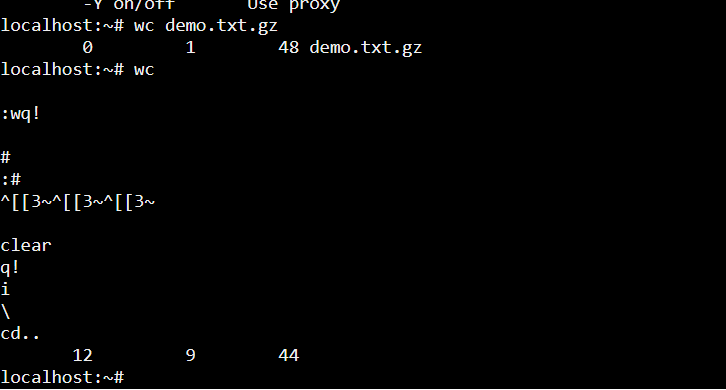 -Y on/off Use proxy
localhost:~# wc demo.txt.gz
0 1 48 demo.txt.gz
localhost:~# wc
:wq!
#
:#
^[[3~^[[3~^[[3~
clear
q!
i
\
cd..
12 9 44
localhost:~#